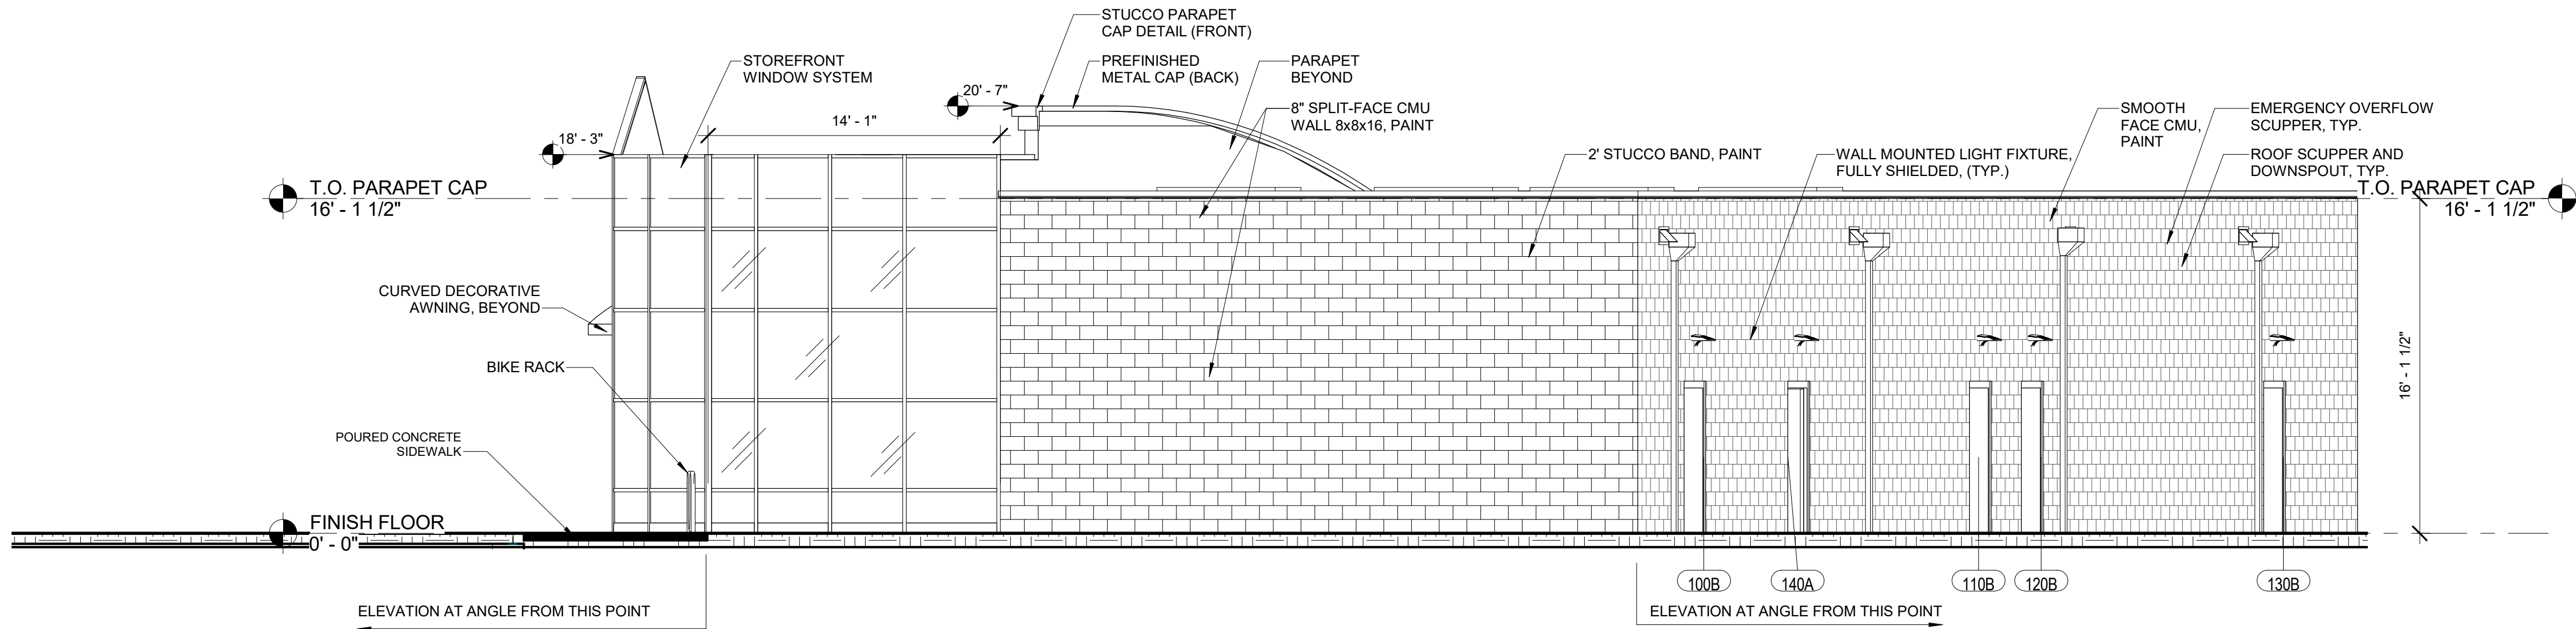 STUCCO PARAPET
CAP DETAIL (FRONT)
STOREFRONT
WINDOW SYSTEM
PREFINISHED
METAL CAP (BACK)
PARAPET
BEYOND
20' - 7"
14' - 1"
8" SPLIT-FACE CMU
WALL 8x8x16, PAINT
SMOOTH
FACE CMU,
PAINT
EMERGENCY OVERFLOW
SCUPPER, TYP.
18' - 3"
2' STUCCO BAND, PAINT
WALL MOUNTED LIGHT FIXTURE,
FULLY SHIELDED, (TYP.)
ROOF SCUPPER AND
DOWNSPOUT, TYP.
T.O. PARAPET CAP
16' - 1 1/2"
T.O. PARAPET CAP
16' - 1 1/2"
CURVED DECORATIVE
AWNING, BEYOND
BIKE RACK
16' - 1 1/2"
POURED CONCRETE
SIDEWALK
FINISH FLOOR
0' - 0"
100B
140A
110B
120B
130B
ELEVATION AT ANGLE FROM THIS POINT
ELEVATION AT ANGLE FROM THIS POINT